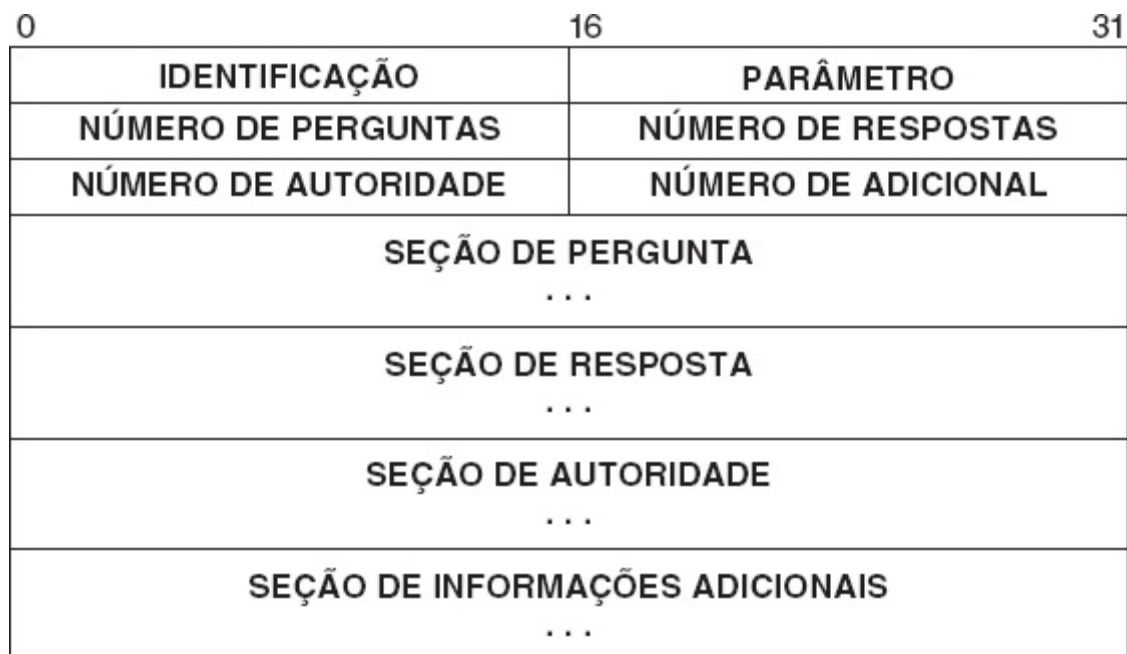 0 16 31
IDENTIFICAÇÃO PARÂMETRO
NÚMERO DE PERGUNTAS NÚMERO DE RESPOSTAS
NÚMERO DE AUTORIDADE NÚMERO DE ADICIONAL
SEÇÃO DE PERGUNTA
. . .
SEÇÃO DE RESPOSTA
. . .
SEÇÃO DE AUTORIDADE
. . .
SEÇÃO DE INFORMAÇÕES ADICIONAIS
. . .